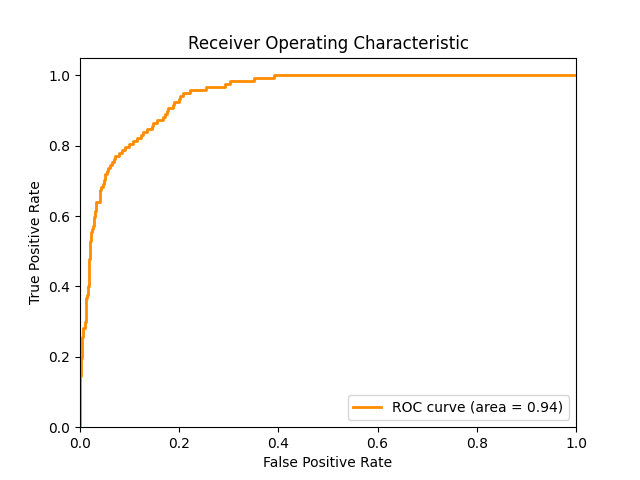 Receiver Operating Characteristic
1.0
0.8
0.6
0.4
0.2
0.0
True Positive Rate
ROC curve (area = 0.94)
0.0 0.2 0.4 0.6 0.8 1.0
False Positive Rate